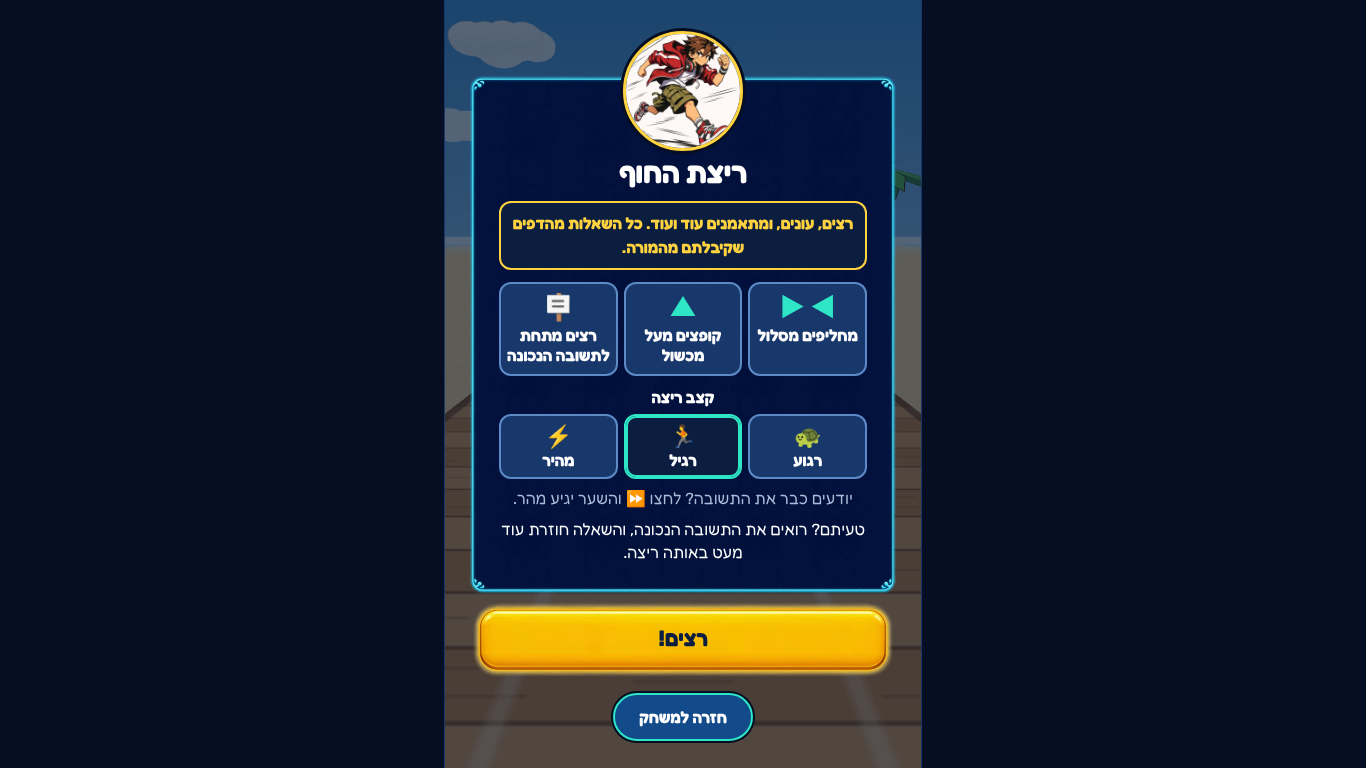 ריצת החוף
רצים, עונים, ומתאמנים עוד ועוד. כל השאלות מהדפים
שקיבלתם מהמורה.
מחליפים מסלול
קופצים מעל
מכשול
רצים מתחת
לתשובה הנכונה
קצב ריצה
רגוע
רגיל
מהיר
יודעים כבר את התשובה? לחצו ⏩ והשער יגיע מהר.
טעיתם? רואים את התשובה הנכונה, והשאלה חוזרת עוד
מעט באותה ריצה.
רצים!
חזרה למשחק